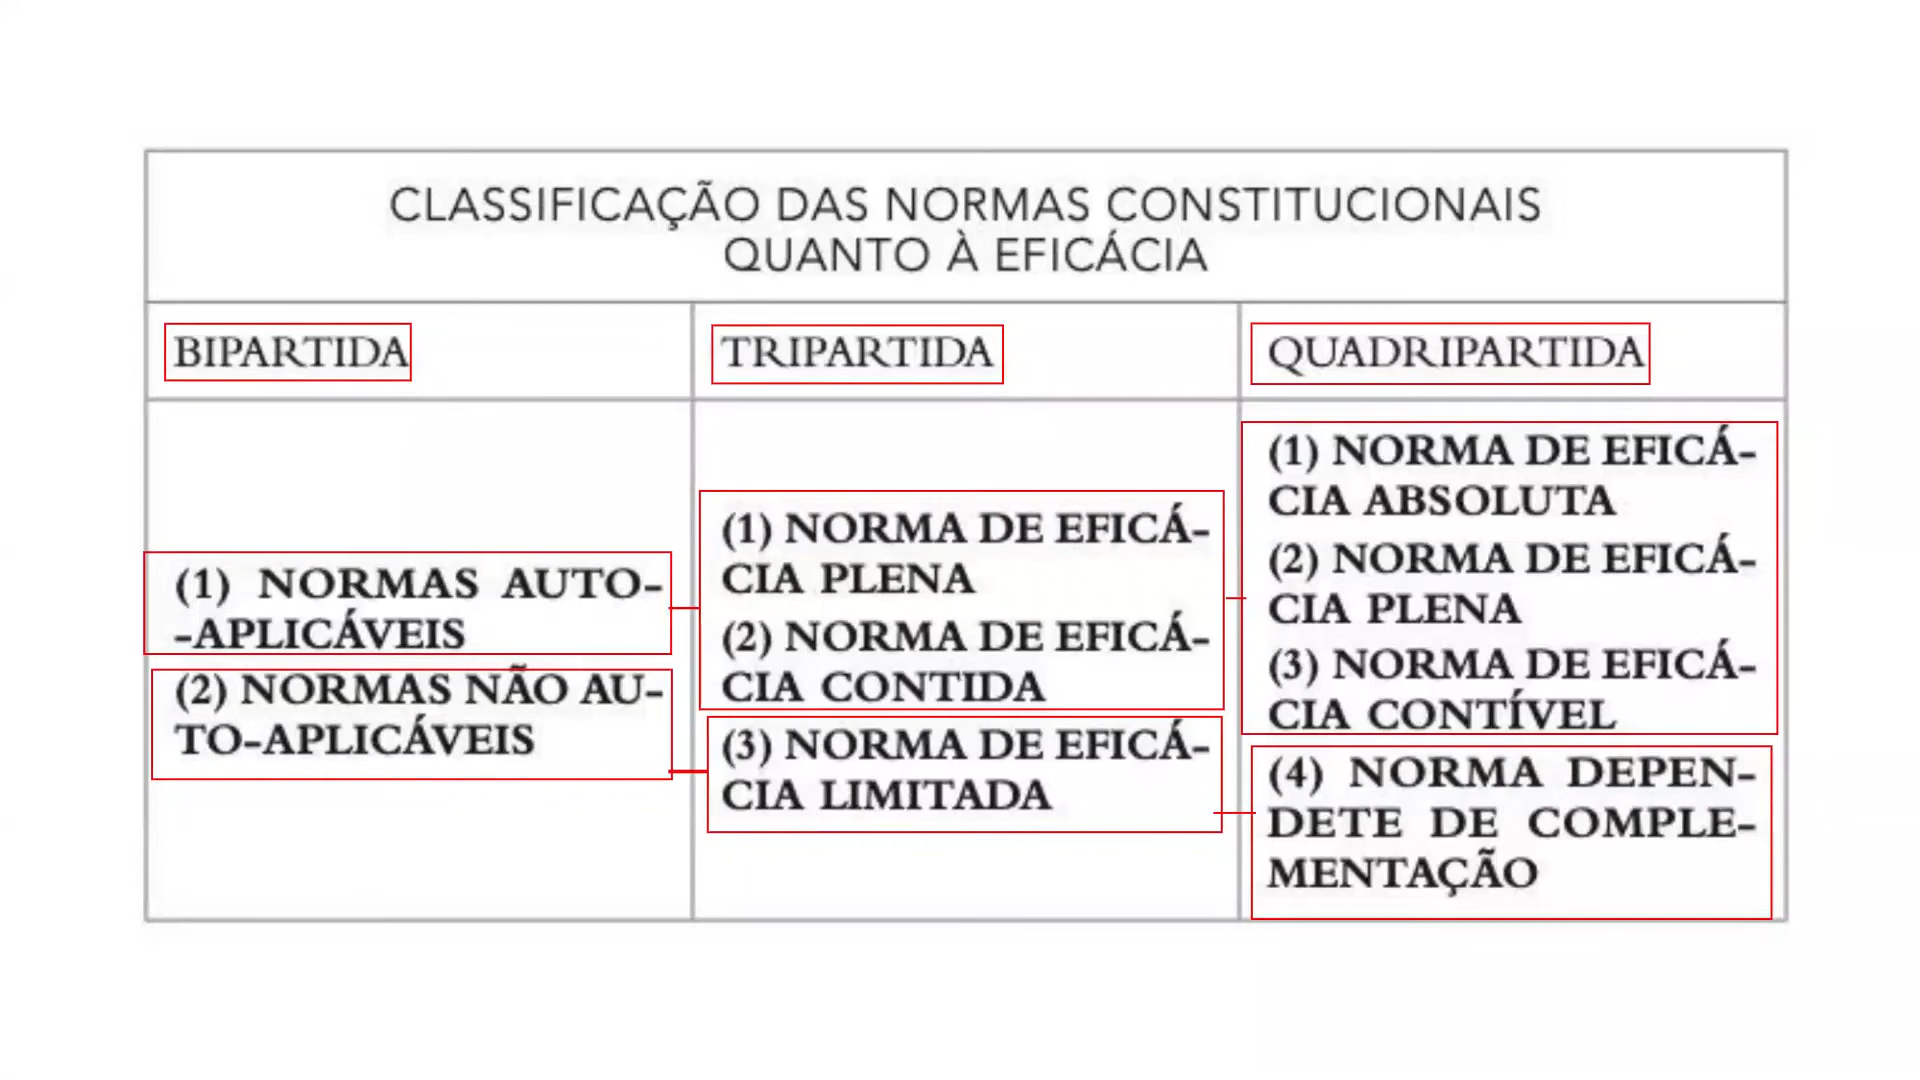 CLASSIFICAÇÃO DAS NORMAS CONSTITUCIONAIS
QUANTO À EFICÁCIA
BIPARTIDA
TRIPARTIDA
QUADRIPARTIDA
(1) NORMAS AUTO-
-APLICÁVEIS
(2) NORMAS NÃO AU-
TO-APLICÁVEIS
(1) NORMA DE EFICÁ-
CIA PLENA
(2) NORMA DE EFICÁ-
CIA CONTIDA
(3) NORMA DE EFICÁ-
CIA LIMITADA
(1) NORMA DE EFICÁ-
CIA ABSOLUTA
(2) NORMA DE EFICÁ-
CIA PLENA
(3) NORMA DE EFICÁ-
CIA CONTÍVEL
(4) NORMA DEPEN-
DETE DE COMPLE-
MENTAÇÃO